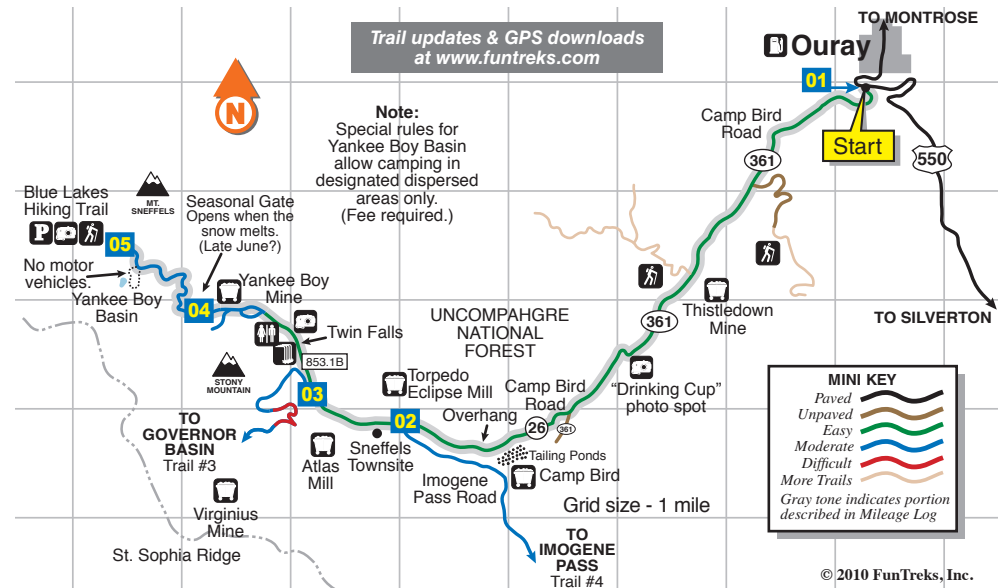 TO MONTROSE
Trail updates & GPS downloads
at www.funtreks.com
Ouray
01
Start
550
N
Note:
Special rules for
Yankee Boy Basin
allow camping in
designated dispersed
areas only.
(Fee required.)
Camp Bird
Road
361
Blue Lakes
Hiking Trail
P
MT.
SNEFFELS
Seasonal Gate
Opens when the
snow melts.
(Late June?)
05
No motor
vehicles.
Yankee Boy
Basin
04
Yankee Boy
Mine
Twin Falls
853.1B
STONY
MOUNTAIN
03
UNCOMPAHGRE
NATIONAL
FOREST
361
Thistledown
Mine
TO SILVERTON
Torpedo
Eclipse Mill
02
Camp Bird
Road
"Drinking Cup"
photo spot
Overhang
26
361
Tailing Ponds
Camp Bird
TO
GOVERNOR
BASIN
Trail #3
Atlas
Mill
Sneffels
Townsite
Imogene
Pass Road
Virginius
Mine
St. Sophia Ridge
Grid size - 1 mile
TO
IMOGENE
PASS
Trail #4
MINI KEY
Paved
Unpaved
Easy
Moderate
Difficult
More Trails
Gray tone indicates portion
described in Mileage Log
© 2010 FunTreks, Inc.